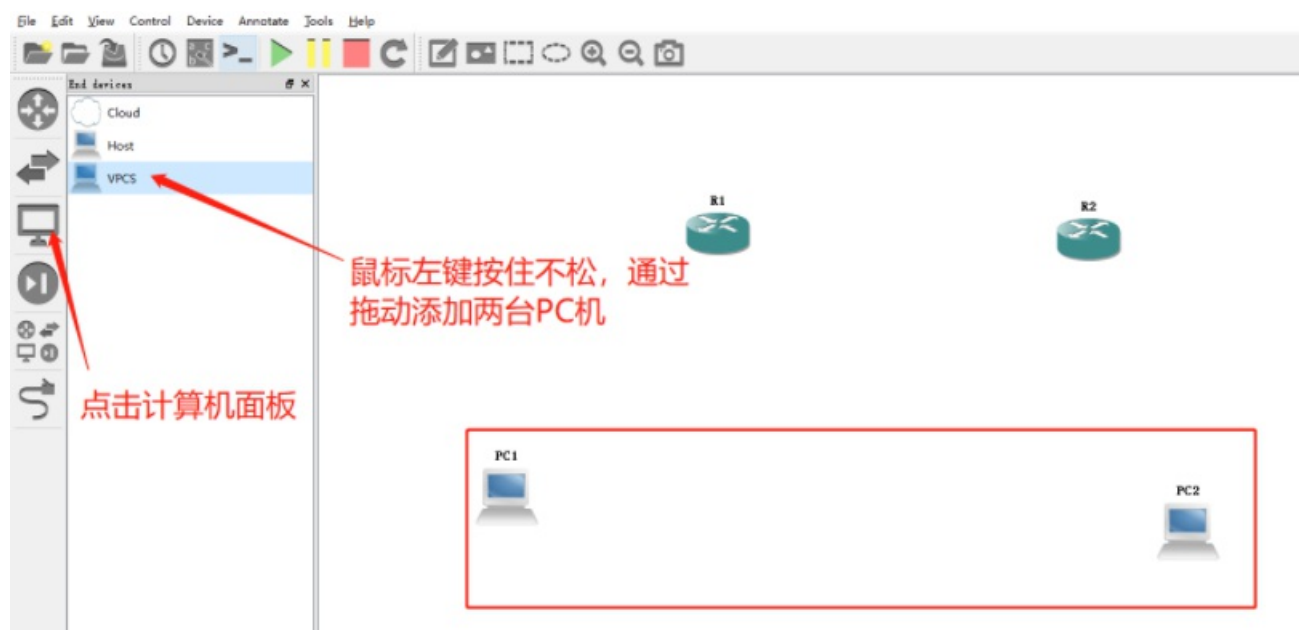 File Edit View Control Device Annotate Tools Help
End devices
Cloud
Host
VPCS
R1
R2
鼠标左键按住不松，通过
拖动添加两台PC机
点击计算机面板
PC1
PC2